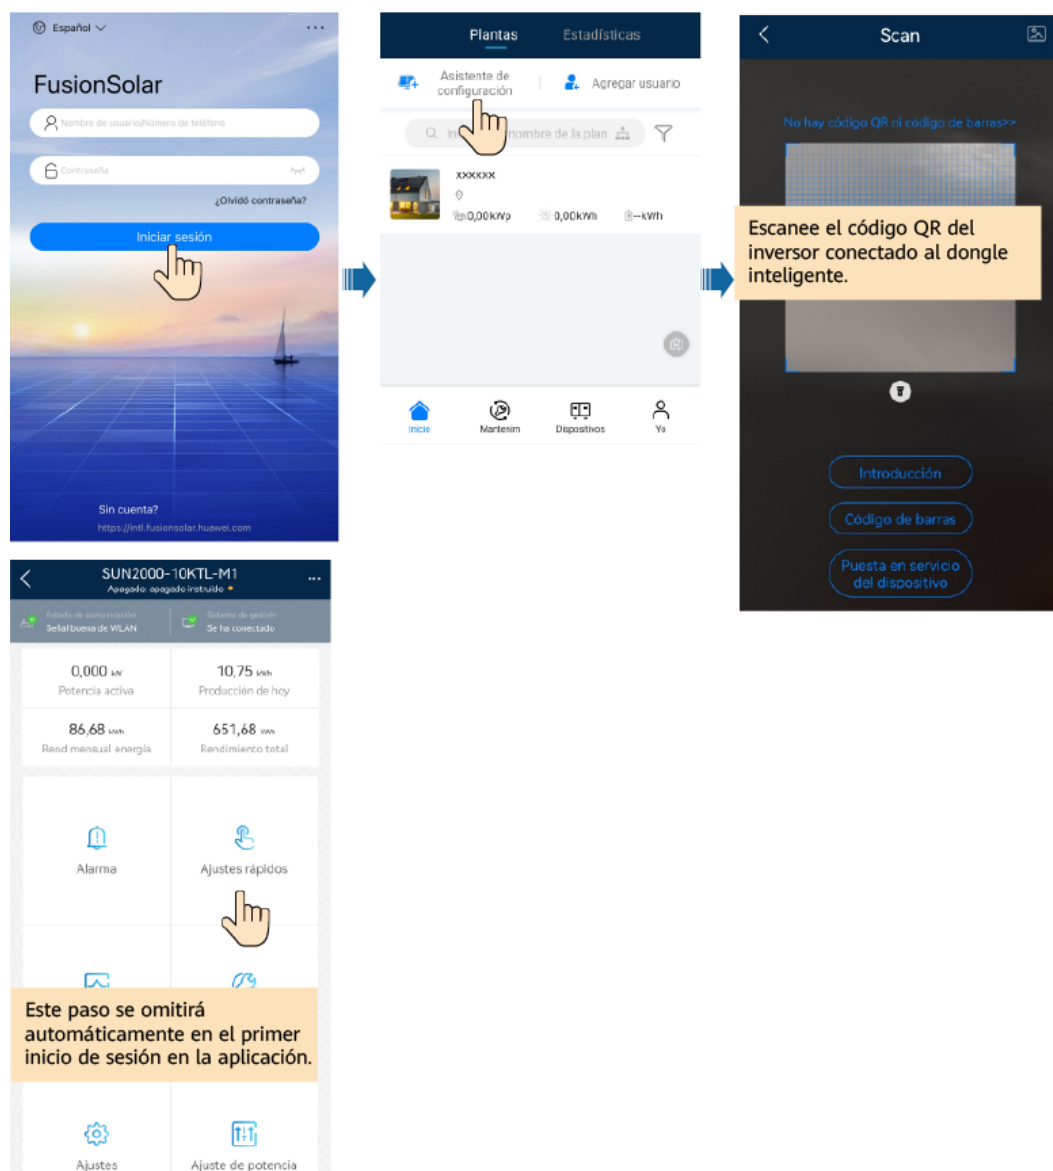 Español
FusionSolar
Nombre de usuario/Número de teléfono
Contraseña
¿Olvidó contraseña?
Iniciar sesión
Sin cuenta?
https://intl.fusionsolar.huawei.com
Plantas Estadísticas
Asistente de
configuración
Agregar usuario
nombre de la plan
xxxxxx
0,00kWp 0,00kWh --kWh
Inicio Mantenim Dispositivos Yo
Scan
No hay código QR ni código de barras>>
Escanee el código QR del
inversor conectado al dongle
inteligente.
Introducción
Código de barras
Puesta en servicio
del dispositivo
SUN2000-10KTL-M1
Apagado: apagado instruido
Estado de comunicación
Señal buena de WLAN
Sistema de gestión
Se ha conectado
0,000 kW
Potencia activa
10,75 kWh
Producción de hoy
86,68 kWh
Rend mensual energía
651,68 kWh
Rendimiento total
Alarma
Ajustes rápidos
Este paso se omitirá
automáticamente en el primer
inicio de sesión en la aplicación.
Ajustes
Ajuste de potencia